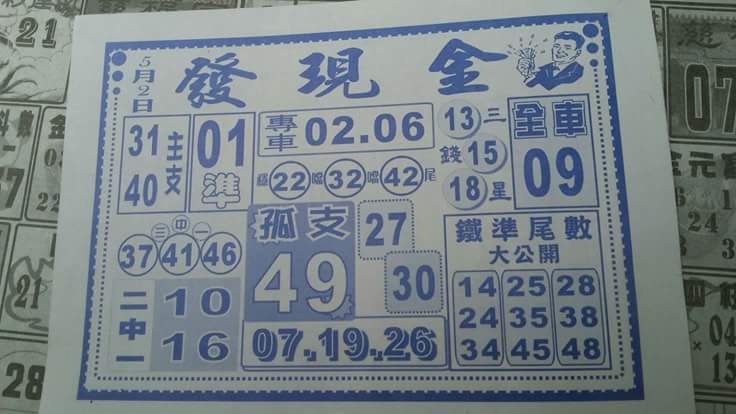 5月2日
發現金
31
40
主支
01
準
專車
02.06
22
32
42
尾
13
15
18
三
錢
星
全車
09
三中一
37 41 46
孤支
49
27
30
鐵準尾數
大公開
14 25 28
24 35 38
34 45 48
二中一
10
16
07.19.26
21
28
07